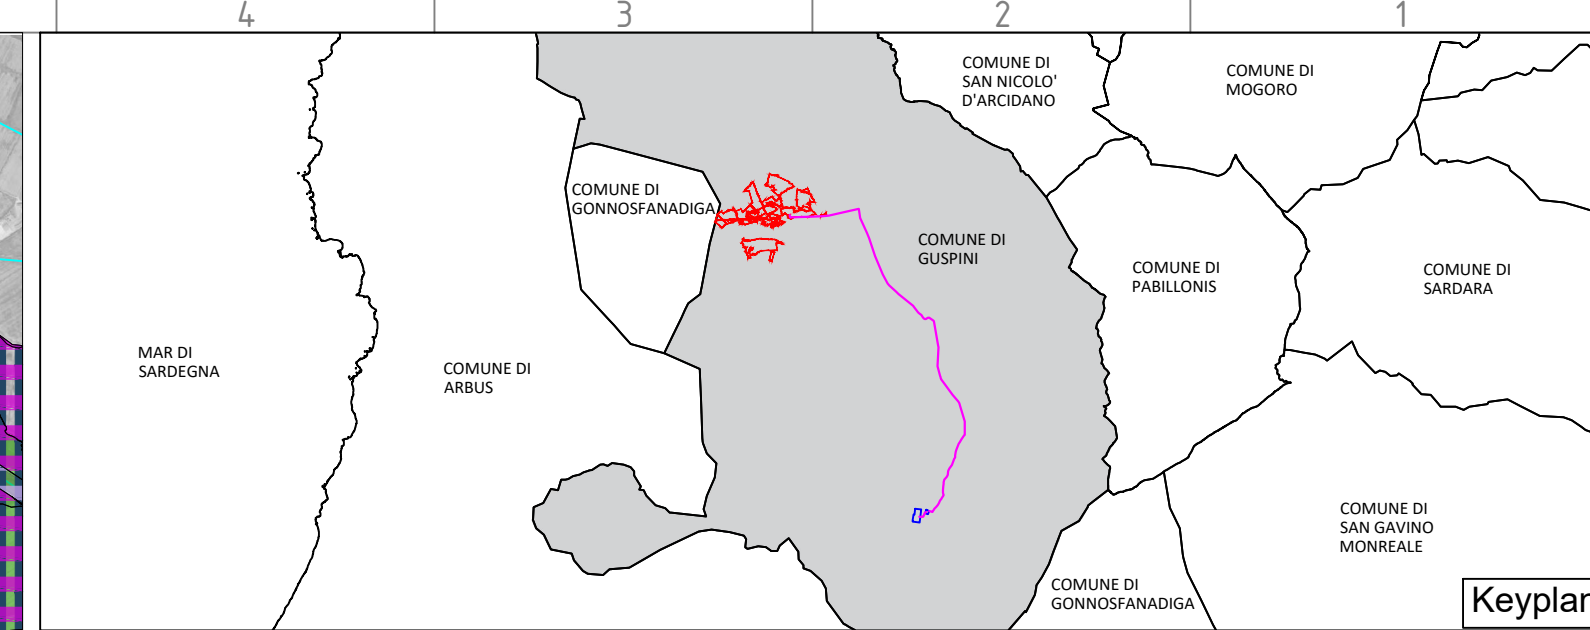 4
3
2
1
COMUNE DI
SAN NICOLO'
D'ARCIDANO
COMUNE DI
MOGORO
COMUNE DI
GONNOSFANADIGA
COMUNE DI
GUSPINI
COMUNE DI
PABILLONIS
COMUNE DI
SARDARA
MAR DI
SARDEGNA
COMUNE DI
ARBUS
COMUNE DI
SAN GAVINO
MONREALE
COMUNE DI
GONNOSFANADIGA
Keyplan